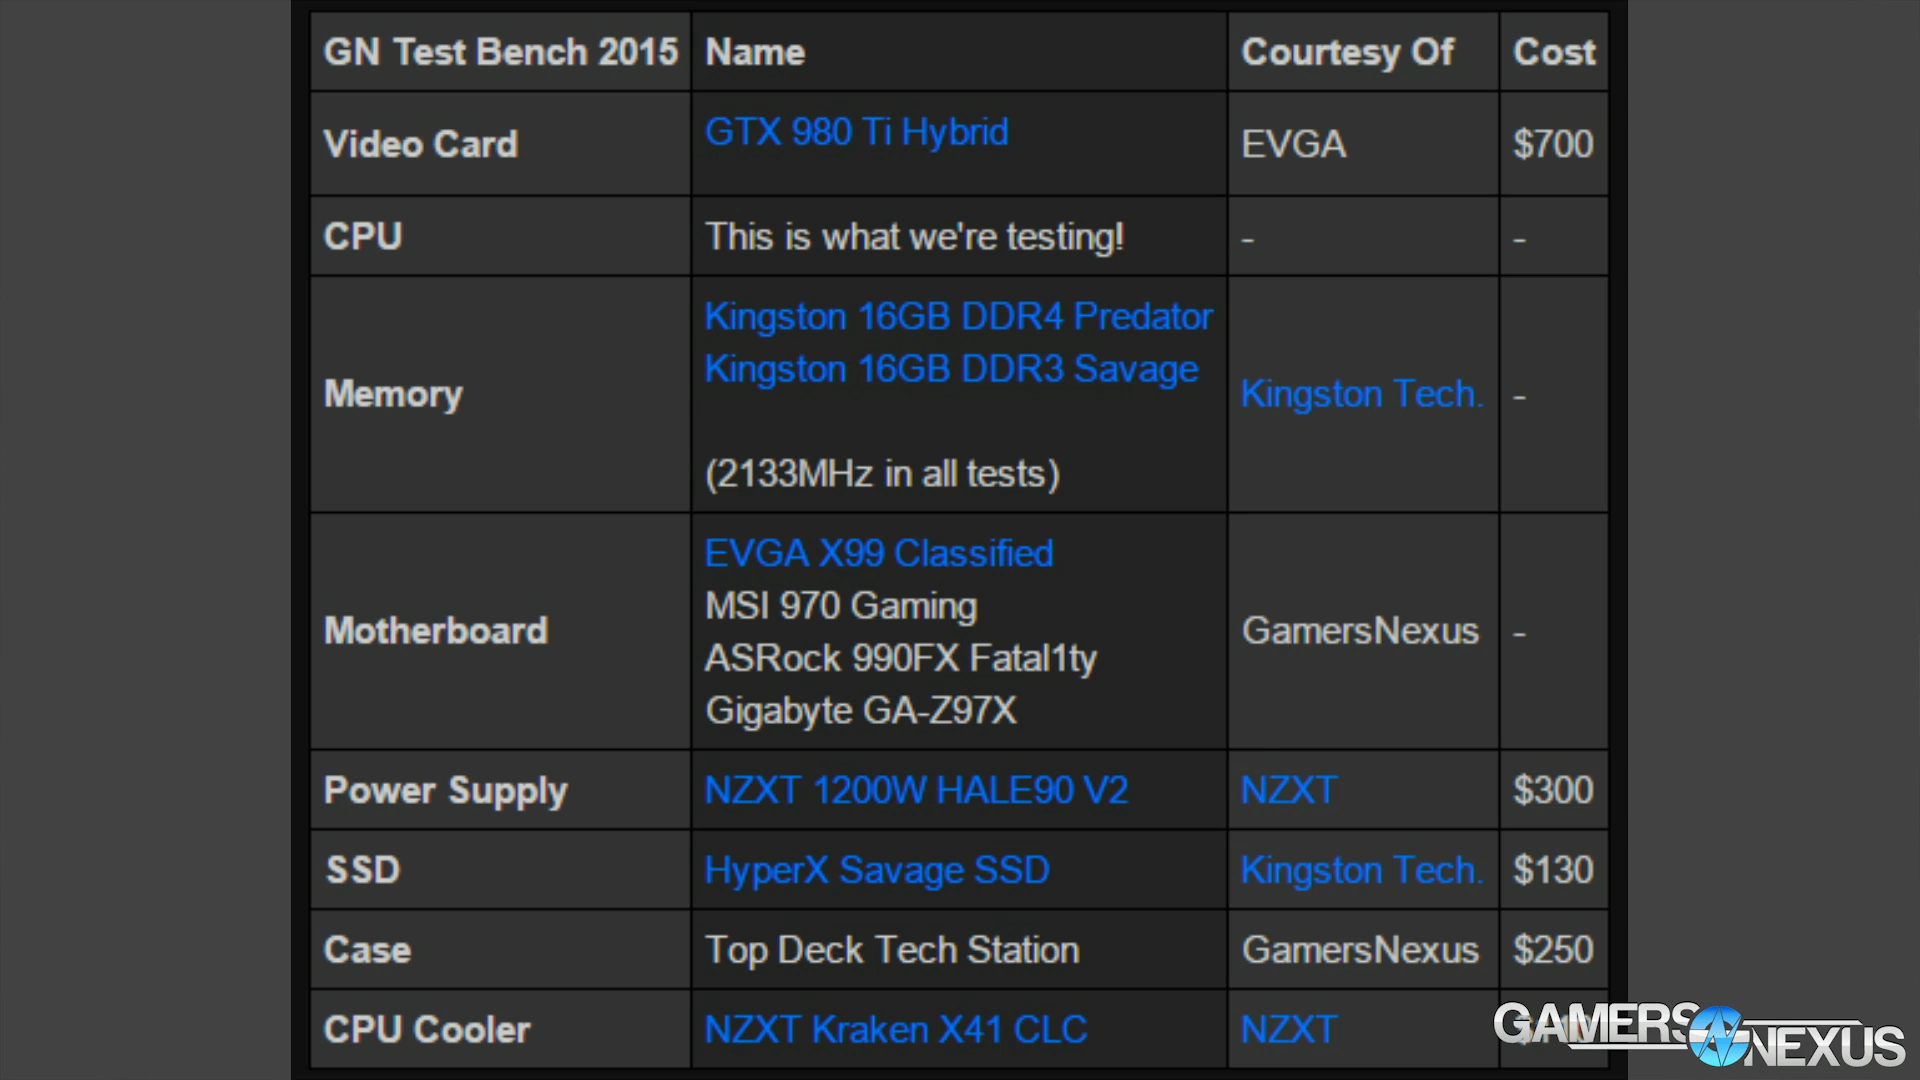 GN Test Bench 2015 Name Courtesy Of Cost
Video Card GTX 980 Ti Hybrid EVGA $700
CPU This is what we're testing! - -
Memory Kingston 16GB DDR4 Predator
Kingston 16GB DDR3 Savage
(2133MHz in all tests) Kingston Tech. -
Motherboard EVGA X99 Classified
MSI 970 Gaming
ASRock 990FX Fatal1ty
Gigabyte GA-Z97X GamersNexus -
Power Supply NZXT 1200W HALE90 V2 NZXT $300
SSD HyperX Savage SSD Kingston Tech. $130
Case Top Deck Tech Station GamersNexus $250
CPU Cooler NZXT Kraken X41 CLC NZXT
GAMERS NEXUS